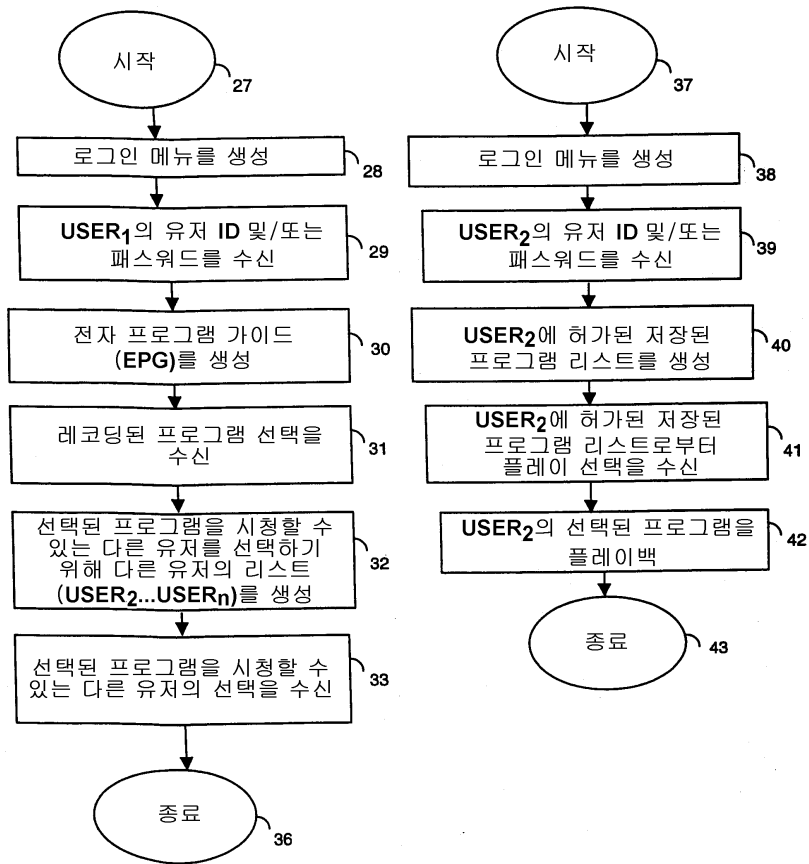 시작
27
로그인 메뉴를 생성
28
USER1의 유저 ID 및/또는
패스워드를 수신
29
전자 프로그램 가이드
(EPG)를 생성
30
레코딩된 프로그램 선택을
수신
31
선택된 프로그램을 시청할 수
있는 다른 유저를 선택하기
위해 다른 유저의 리스트
(USER2...USERn)를 생성
32
선택된 프로그램을 시청할 수
있는 다른 유저의 선택을 수신
33
종료
36
시작
37
로그인 메뉴를 생성
38
USER2의 유저 ID 및/또는
패스워드를 수신
39
USER2에 허가된 저장된
프로그램 리스트를 생성
40
USER2에 허가된 저장된
프로그램 리스트로부터
플레이 선택을 수신
41
USER2의 선택된 프로그램을
플레이백
42
종료
43